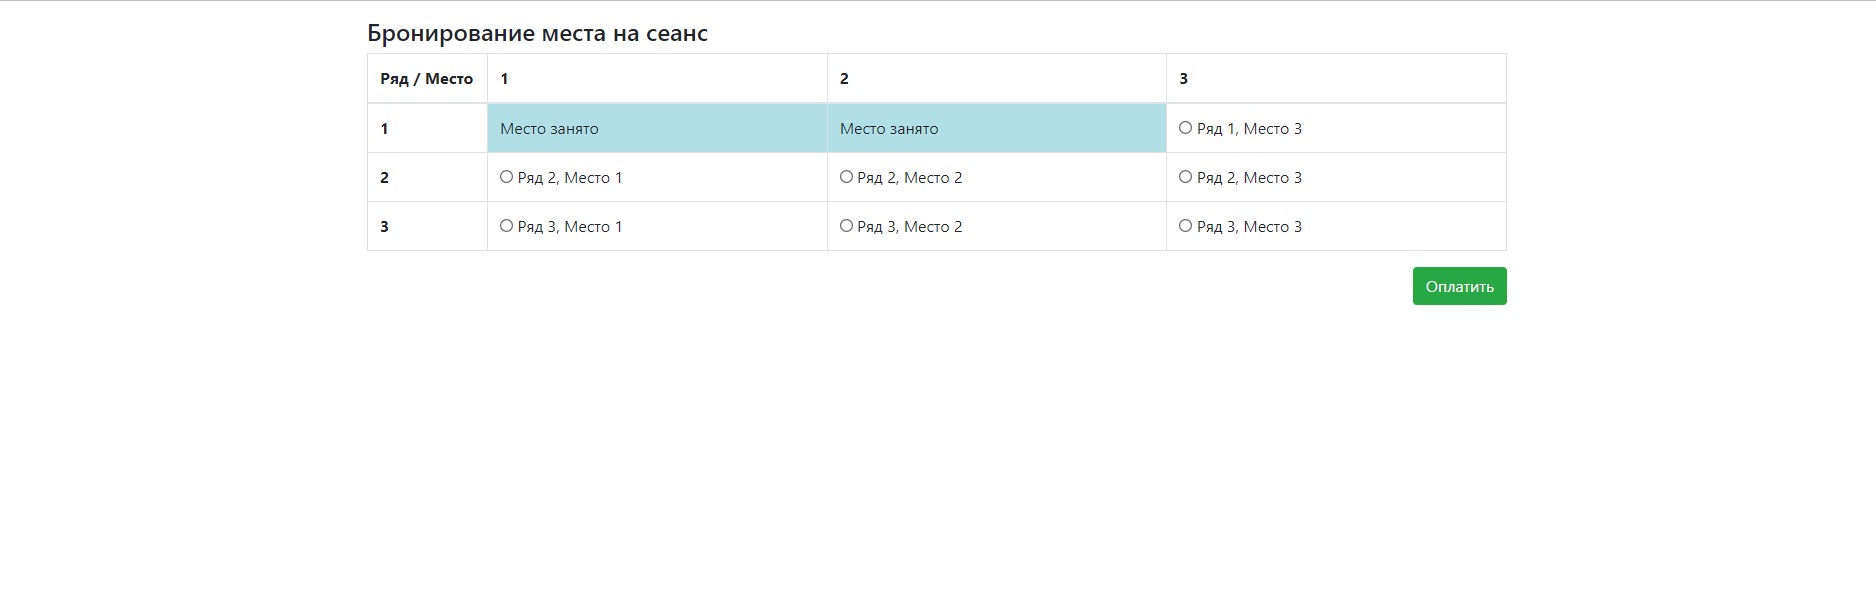 Бронирование места на сеанс
Ряд / Место 1 2 3
1 Место занято Место занято Ряд 1, Место 3
2 Ряд 2, Место 1 Ряд 2, Место 2 Ряд 2, Место 3
3 Ряд 3, Место 1 Ряд 3, Место 2 Ряд 3, Место 3
Оплатить